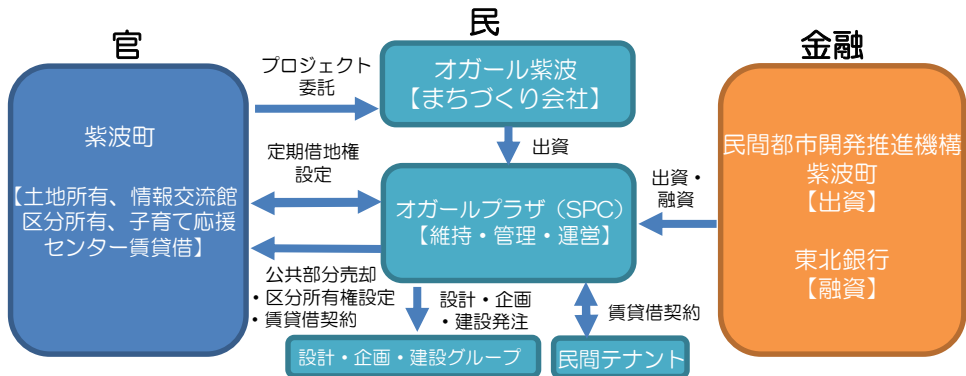 官
民
金融
紫波町
【土地所有、情報交流館
区分所有、子育て応援
センター賃貸借】
プロジェクト
委託
定期借地権
設定
公共部分売却
・区分所有権設定
・賃貸借契約
オガール紫波
【まちづくり会社】
出資
オガールプラザ（SPC）
【維持・管理・運営】
設計・企画
・建設発注
賃貸借契約
設計・企画・建設グループ
民間テナント
出資・
融資
民間都市開発推進機構
紫波町
【出資】
東北銀行
【融資】